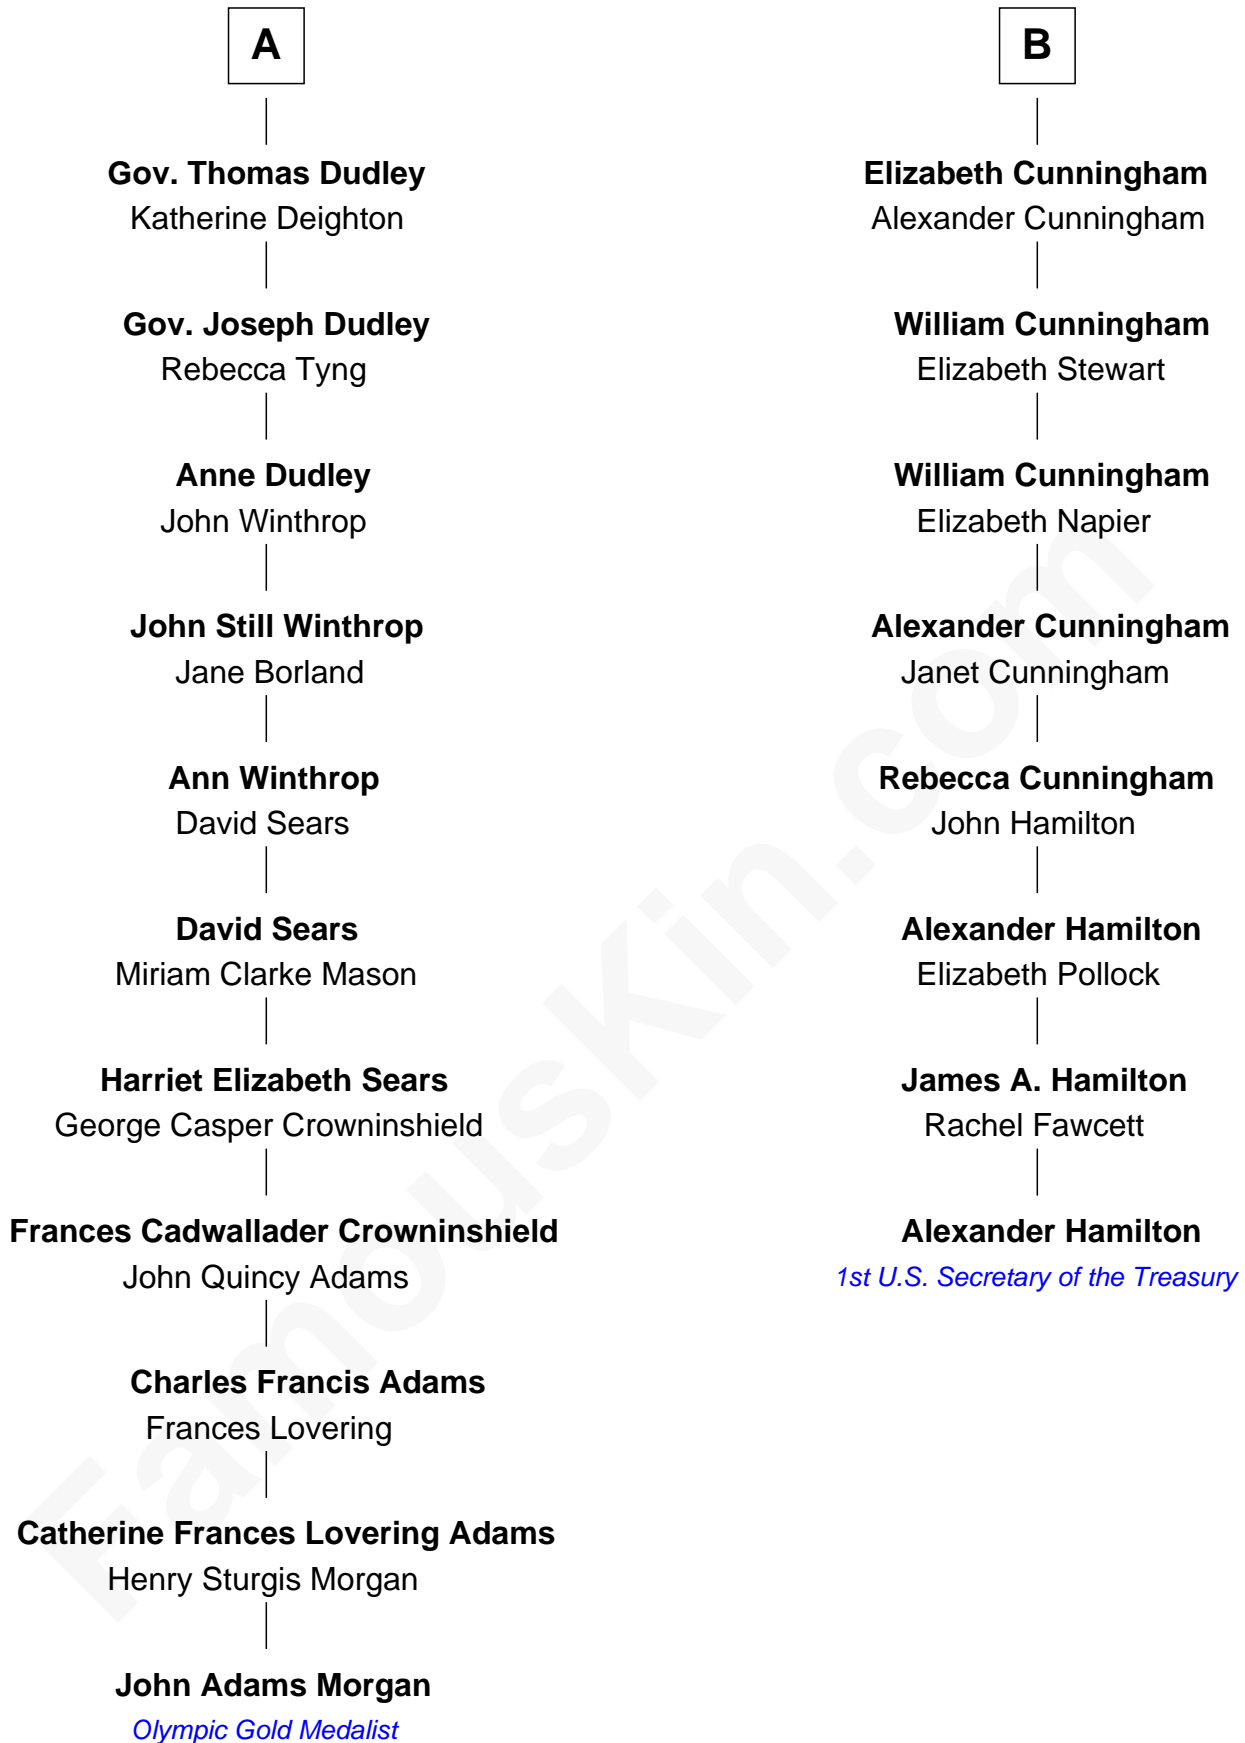 A
Gov. Thomas Dudley
Katherine Deighton
Gov. Joseph Dudley
Rebecca Tyng
Anne Dudley
John Winthrop
John Still Winthrop
Jane Borland
Ann Winthrop
David Sears
David Sears
Miriam Clarke Mason
Harriet Elizabeth Sears
George Casper Crowninshield
Frances Cadwallader Crowninshield
John Quincy Adams
Charles Francis Adams
Frances Lovering
Catherine Frances Lovering Adams
Henry Sturgis Morgan
John Adams Morgan
Olympic Gold Medalist
B
Elizabeth Cunningham
Alexander Cunningham
William Cunningham
Elizabeth Stewart
William Cunningham
Elizabeth Napier
Alexander Cunningham
Janet Cunningham
Rebecca Cunningham
John Hamilton
Alexander Hamilton
Elizabeth Pollock
James A. Hamilton
Rachel Fawcett
Alexander Hamilton
1st U.S. Secretary of the Treasury
FamousKin.com